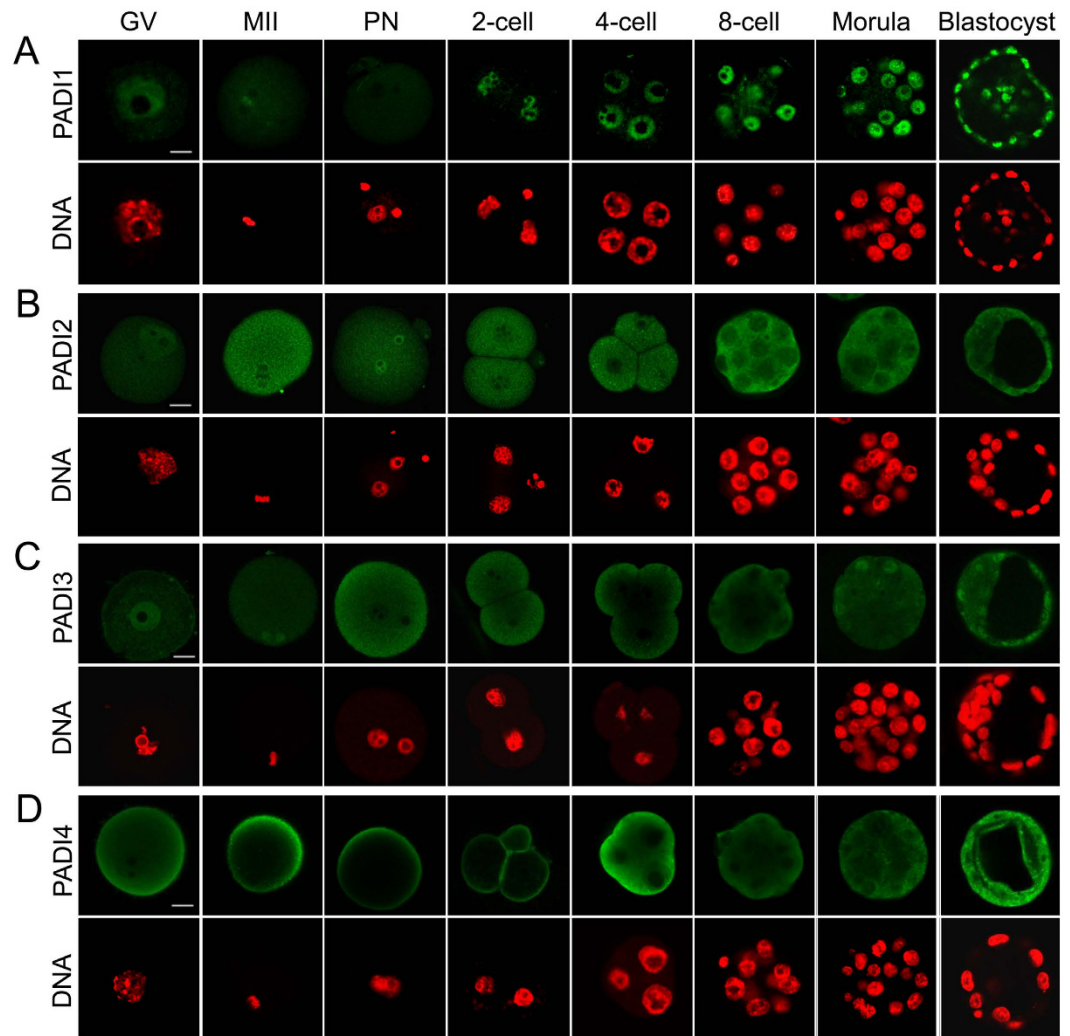 GV MII PN 2-cell 4-cell 8-cell Morula Blastocyst
A
PADI1
DNA
B
PADI2
DNA
C
PADI3
DNA
D
PADI4
DNA